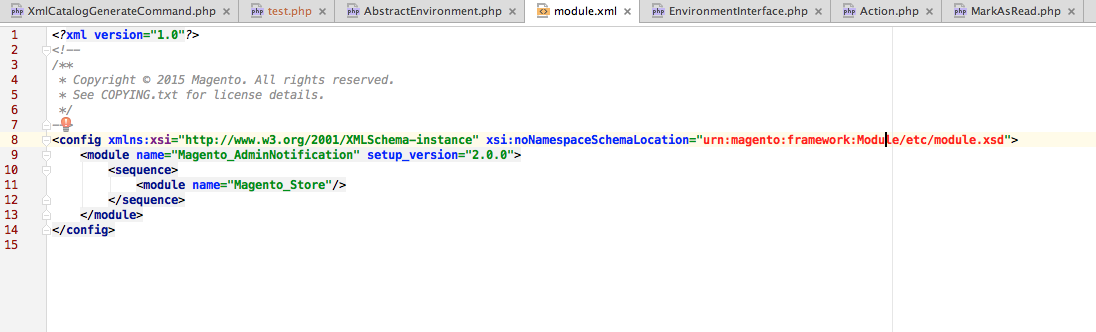 XmlCatalogGenerateCommand.php × test.php × AbstractEnvironment.php × module.xml × EnvironmentInterface.php × Action.php × MarkAsRead.php ×
1 <?xml version="1.0"?>
2 <!--
3 /**
4  * Copyright © 2015 Magento. All rights reserved.
5  * See COPYING.txt for license details.
6  */
7 -->
8 <config xmlns:xsi="http://www.w3.org/2001/XMLSchema-instance" xsi:noNamespaceSchemaLocation="urn:magento:framework:Module/etc/module.xsd">
9     <module name="Magento_AdminNotification" setup_version="2.0.0">
10         <sequence>
11             <module name="Magento_Store"/>
12         </sequence>
13     </module>
14 </config>
15